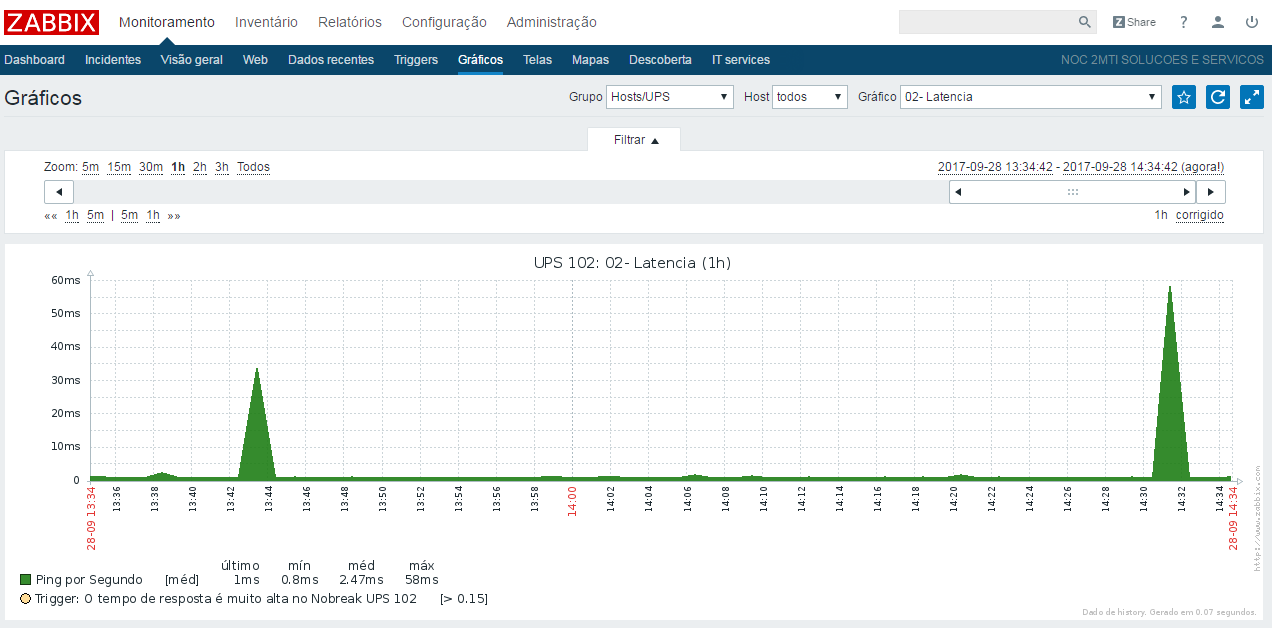 ZABBIX Monitoramento Inventário Relatórios Configuração Administração Z Share ?
Dashboard Incidentes Visão geral Web Dados recentes Triggers Gráficos Telas Mapas Descoberta IT services NOC 2MTI SOLUCOES E SERVICOS
Gráficos Grupo Hosts/UPS Host todos Gráfico 02- Latencia
Filtrar
Zoom: 5m 15m 30m 1h 2h 3h Todos 2017-09-28 13:34:42 - 2017-09-28 14:34:42 (agora!)
«« 1h 5m | 5m 1h »» 1h corrigido
UPS 102: 02- Latencia (1h)
60ms
50ms
40ms
30ms
20ms
10ms
0
28-09 13:34 13:36 13:38 13:40 13:42 13:44 13:46 13:48 13:50 13:52 13:54 13:56 13:58 14:00 14:02 14:04 14:06 14:08 14:10 14:12 14:14 14:16 14:18 14:20 14:22 14:24 14:26 14:28 14:30 14:32 14:34 28-09 14:34
http://www.zabbix.com
último mín méd máx
Ping por Segundo [méd] 1ms 0.8ms 2.47ms 58ms
Trigger: O tempo de resposta é muito alta no Nobreak UPS 102 [> 0.15]
Dado de history. Gerado em 0.07 segundos.